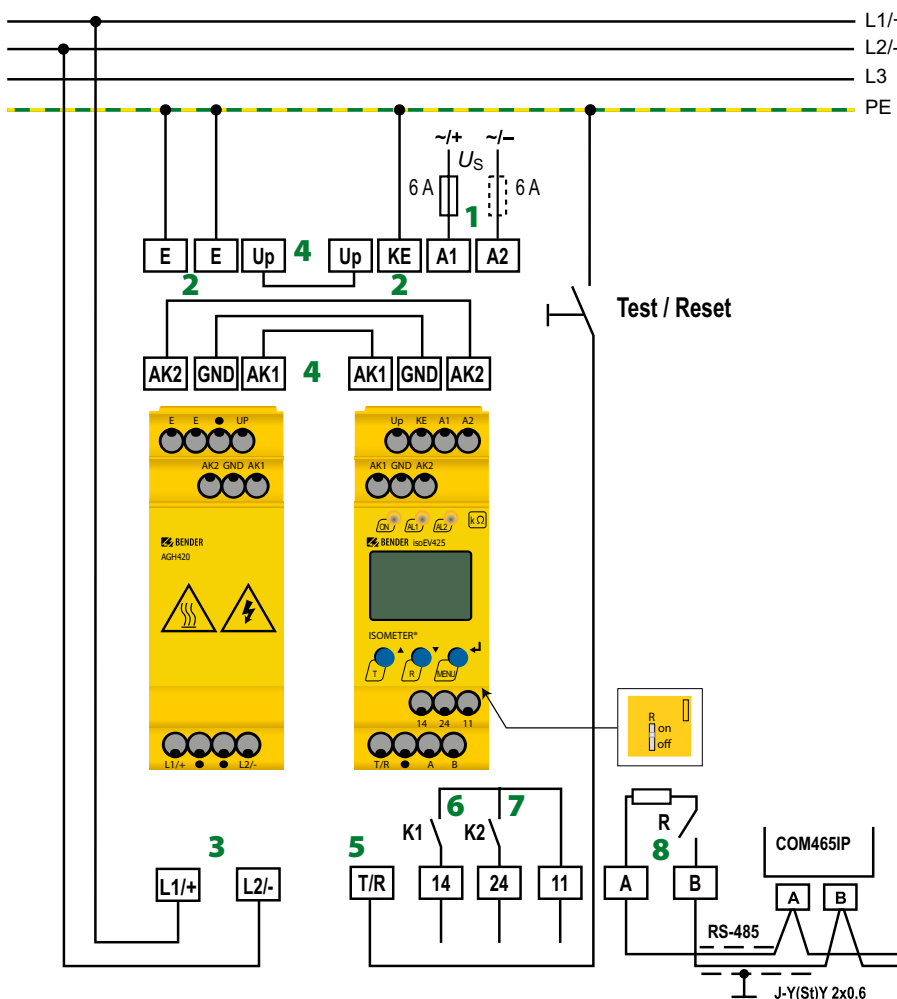 L1/+
L2/-
L3
PE
~/+ ~/–
US
6 A 6 A
1
E E Up 4 Up KE A1 A2
2 2
Test / Reset
AK2 GND AK1 4 AK1 GND AK2
E E UP
Up KE A1 A2
AK2 GND AK1
AK1 GND AK2
ON AL1 AL2 kΩ
BENDER
AGH420
BENDER isoEV425
ISOMETER®
T R MENU
R
on
off
14 24 11
L1/+ L2/-
T/R A B
6 7
K1 K2 R
3 5 8
COM465IP
L1/+ L2/- T/R 14 24 11 A B
A B
RS-485
J-Y(St)Y 2x0,6